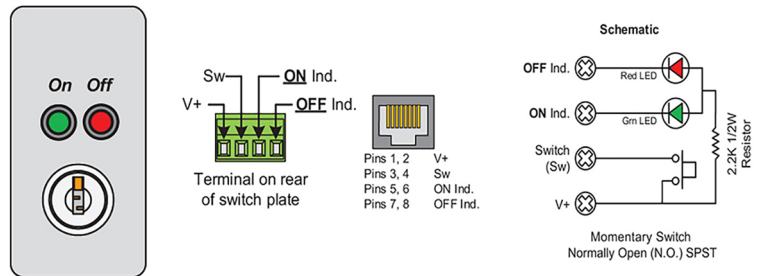 On Off
Sw
ON Ind.
V+
OFF Ind.
Terminal on rear
of switch plate
Pins 1, 2 V+
Pins 3, 4 Sw
Pins 5, 6 ON Ind.
Pins 7, 8 OFF Ind.
Schematic
OFF Ind.
Red LED
ON Ind.
Grn LED
Switch
(Sw)
V+
2.2K 1/2W
Resistor
Momentary Switch
Normally Open (N.O.) SPST